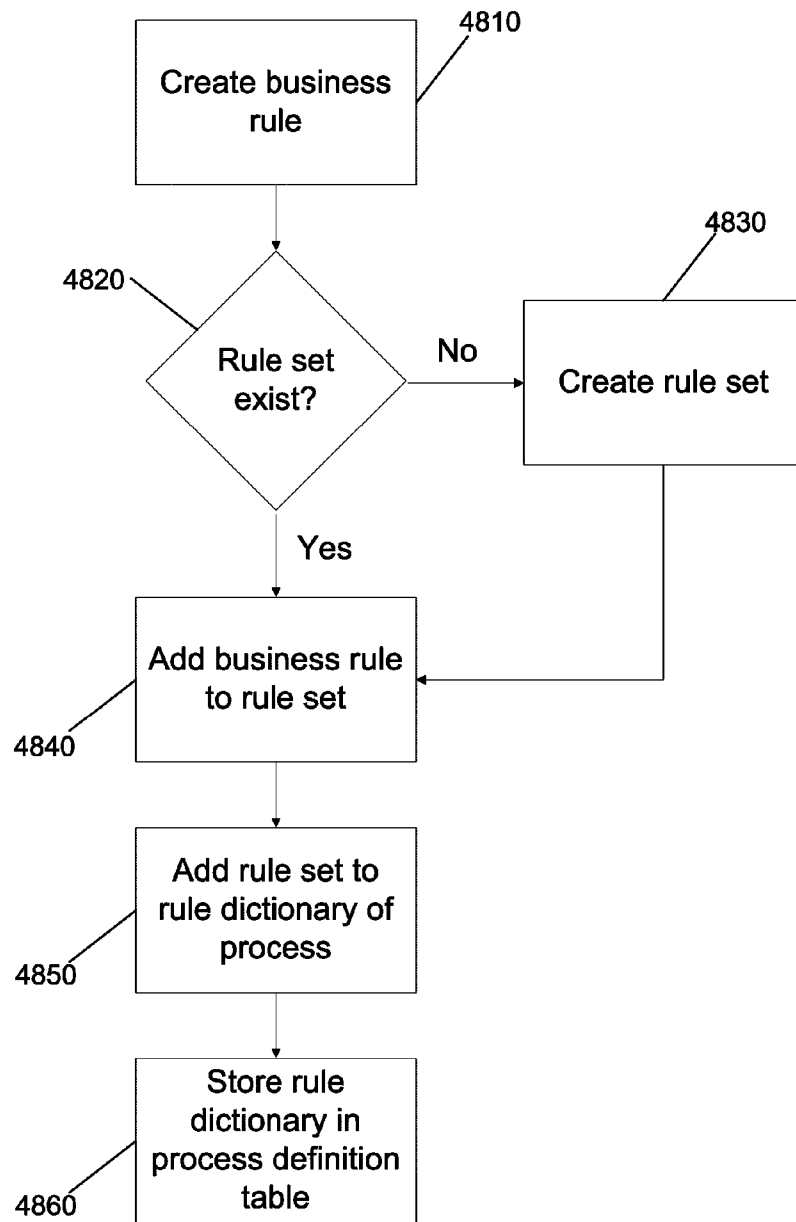 4810
Create business
rule
4830
4820
Rule set
exist?
No
Create rule set
Yes
Add business rule
to rule set
4840
Add rule set to
rule dictionary of
process
4850
Store rule
dictionary in
process definition
table
4860